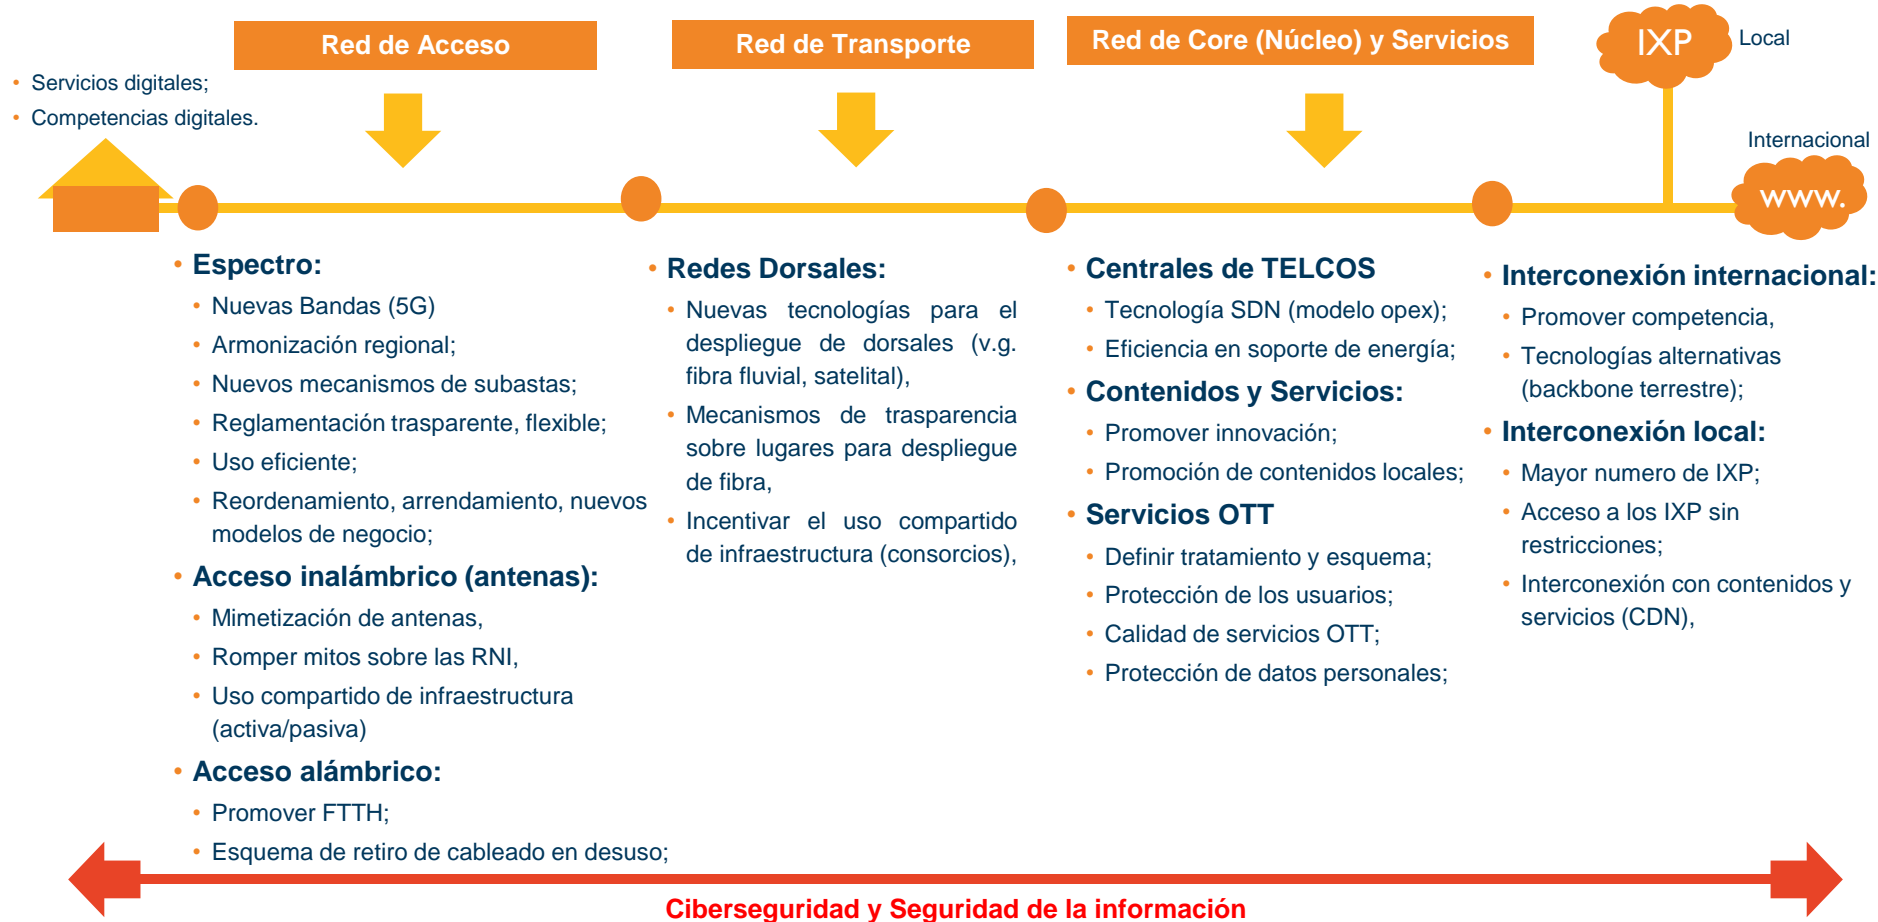 Red de Acceso
Red de Transporte
Red de Core (Núcleo) y Servicios
IXP
Local
• Servicios digitales;
• Competencias digitales.
Internacional
www.
• Espectro:
• Nuevas Bandas (5G)
• Armonización regional;
• Nuevos mecanismos de subastas;
• Reglamentación trasparente, flexible;
• Uso eficiente;
• Reordenamiento, arrendamiento, nuevos
modelos de negocio;
• Acceso inalámbrico (antenas):
• Mimetización de antenas,
• Romper mitos sobre las RNI,
• Uso compartido de infraestructura
(activa/pasiva)
• Acceso alámbrico:
• Promover FTTH;
• Esquema de retiro de cableado en desuso;
• Redes Dorsales:
• Nuevas tecnologías para el
despliegue de dorsales (v.g.
fibra fluvial, satelital),
• Mecanismos de trasparencia
sobre lugares para despliegue
de fibra,
• Incentivar el uso compartido
de infraestructura (consorcios),
• Centrales de TELCOS
• Tecnología SDN (modelo opex);
• Eficiencia en soporte de energía;
• Contenidos y Servicios:
• Promover innovación;
• Promoción de contenidos locales;
• Servicios OTT
• Definir tratamiento y esquema;
• Protección de los usuarios;
• Calidad de servicios OTT;
• Protección de datos personales;
• Interconexión internacional:
• Promover competencia,
• Tecnologías alternativas
(backbone terrestre);
• Interconexión local:
• Mayor numero de IXP;
• Acceso a los IXP sin
restricciones;
• Interconexión con contenidos y
servicios (CDN),
Ciberseguridad y Seguridad de la información